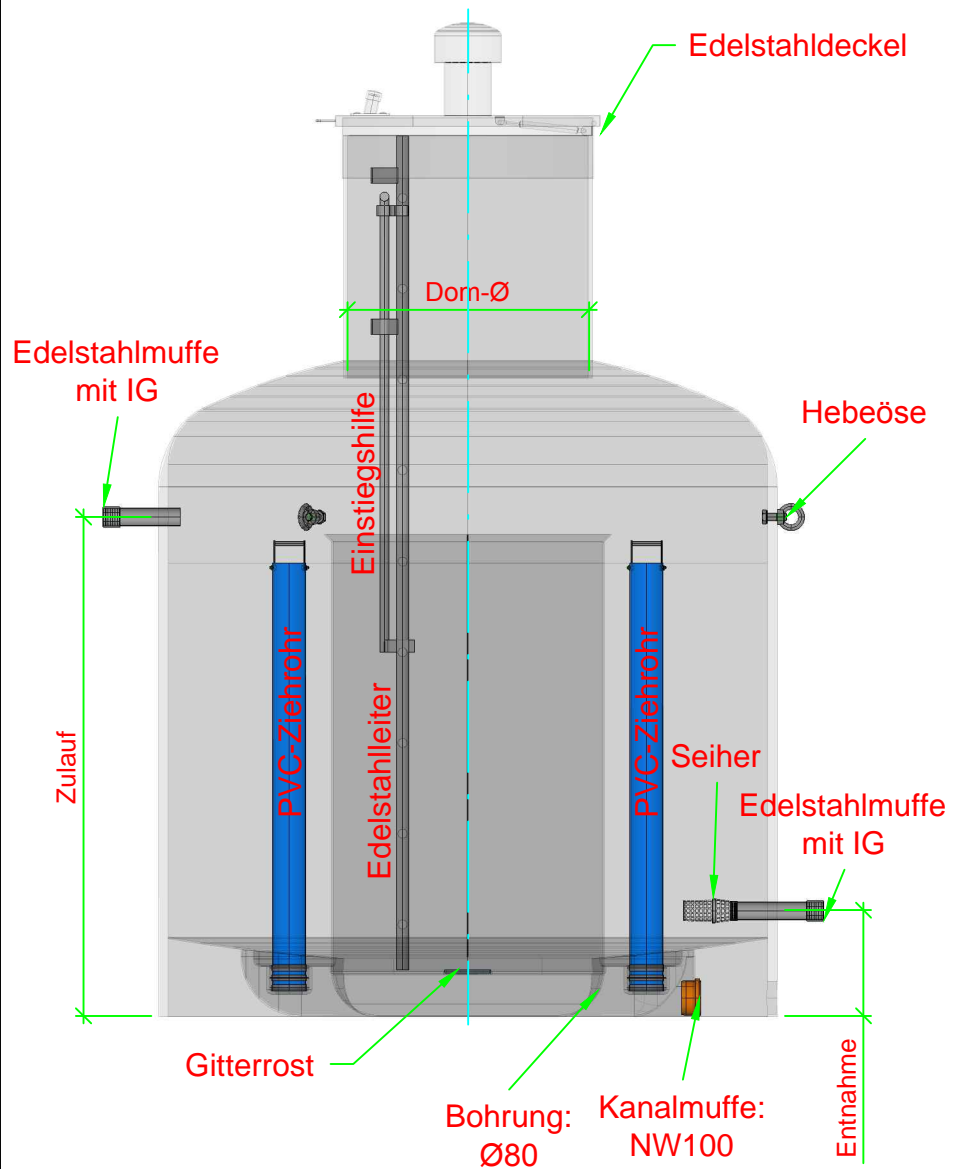 Edelstahldeckel
Dom-Ø
Edelstahlmuffe
mit IG
Hebeöse
Einstiegshilfe
PVC-Ziehrohr
PVC-Ziehrohr
Edelstahlleiter
Zulauf
Seiher
Edelstahlmuffe
mit IG
Gitterrost
Bohrung:
Ø80
Kanalmuffe:
NW100
Entnahme